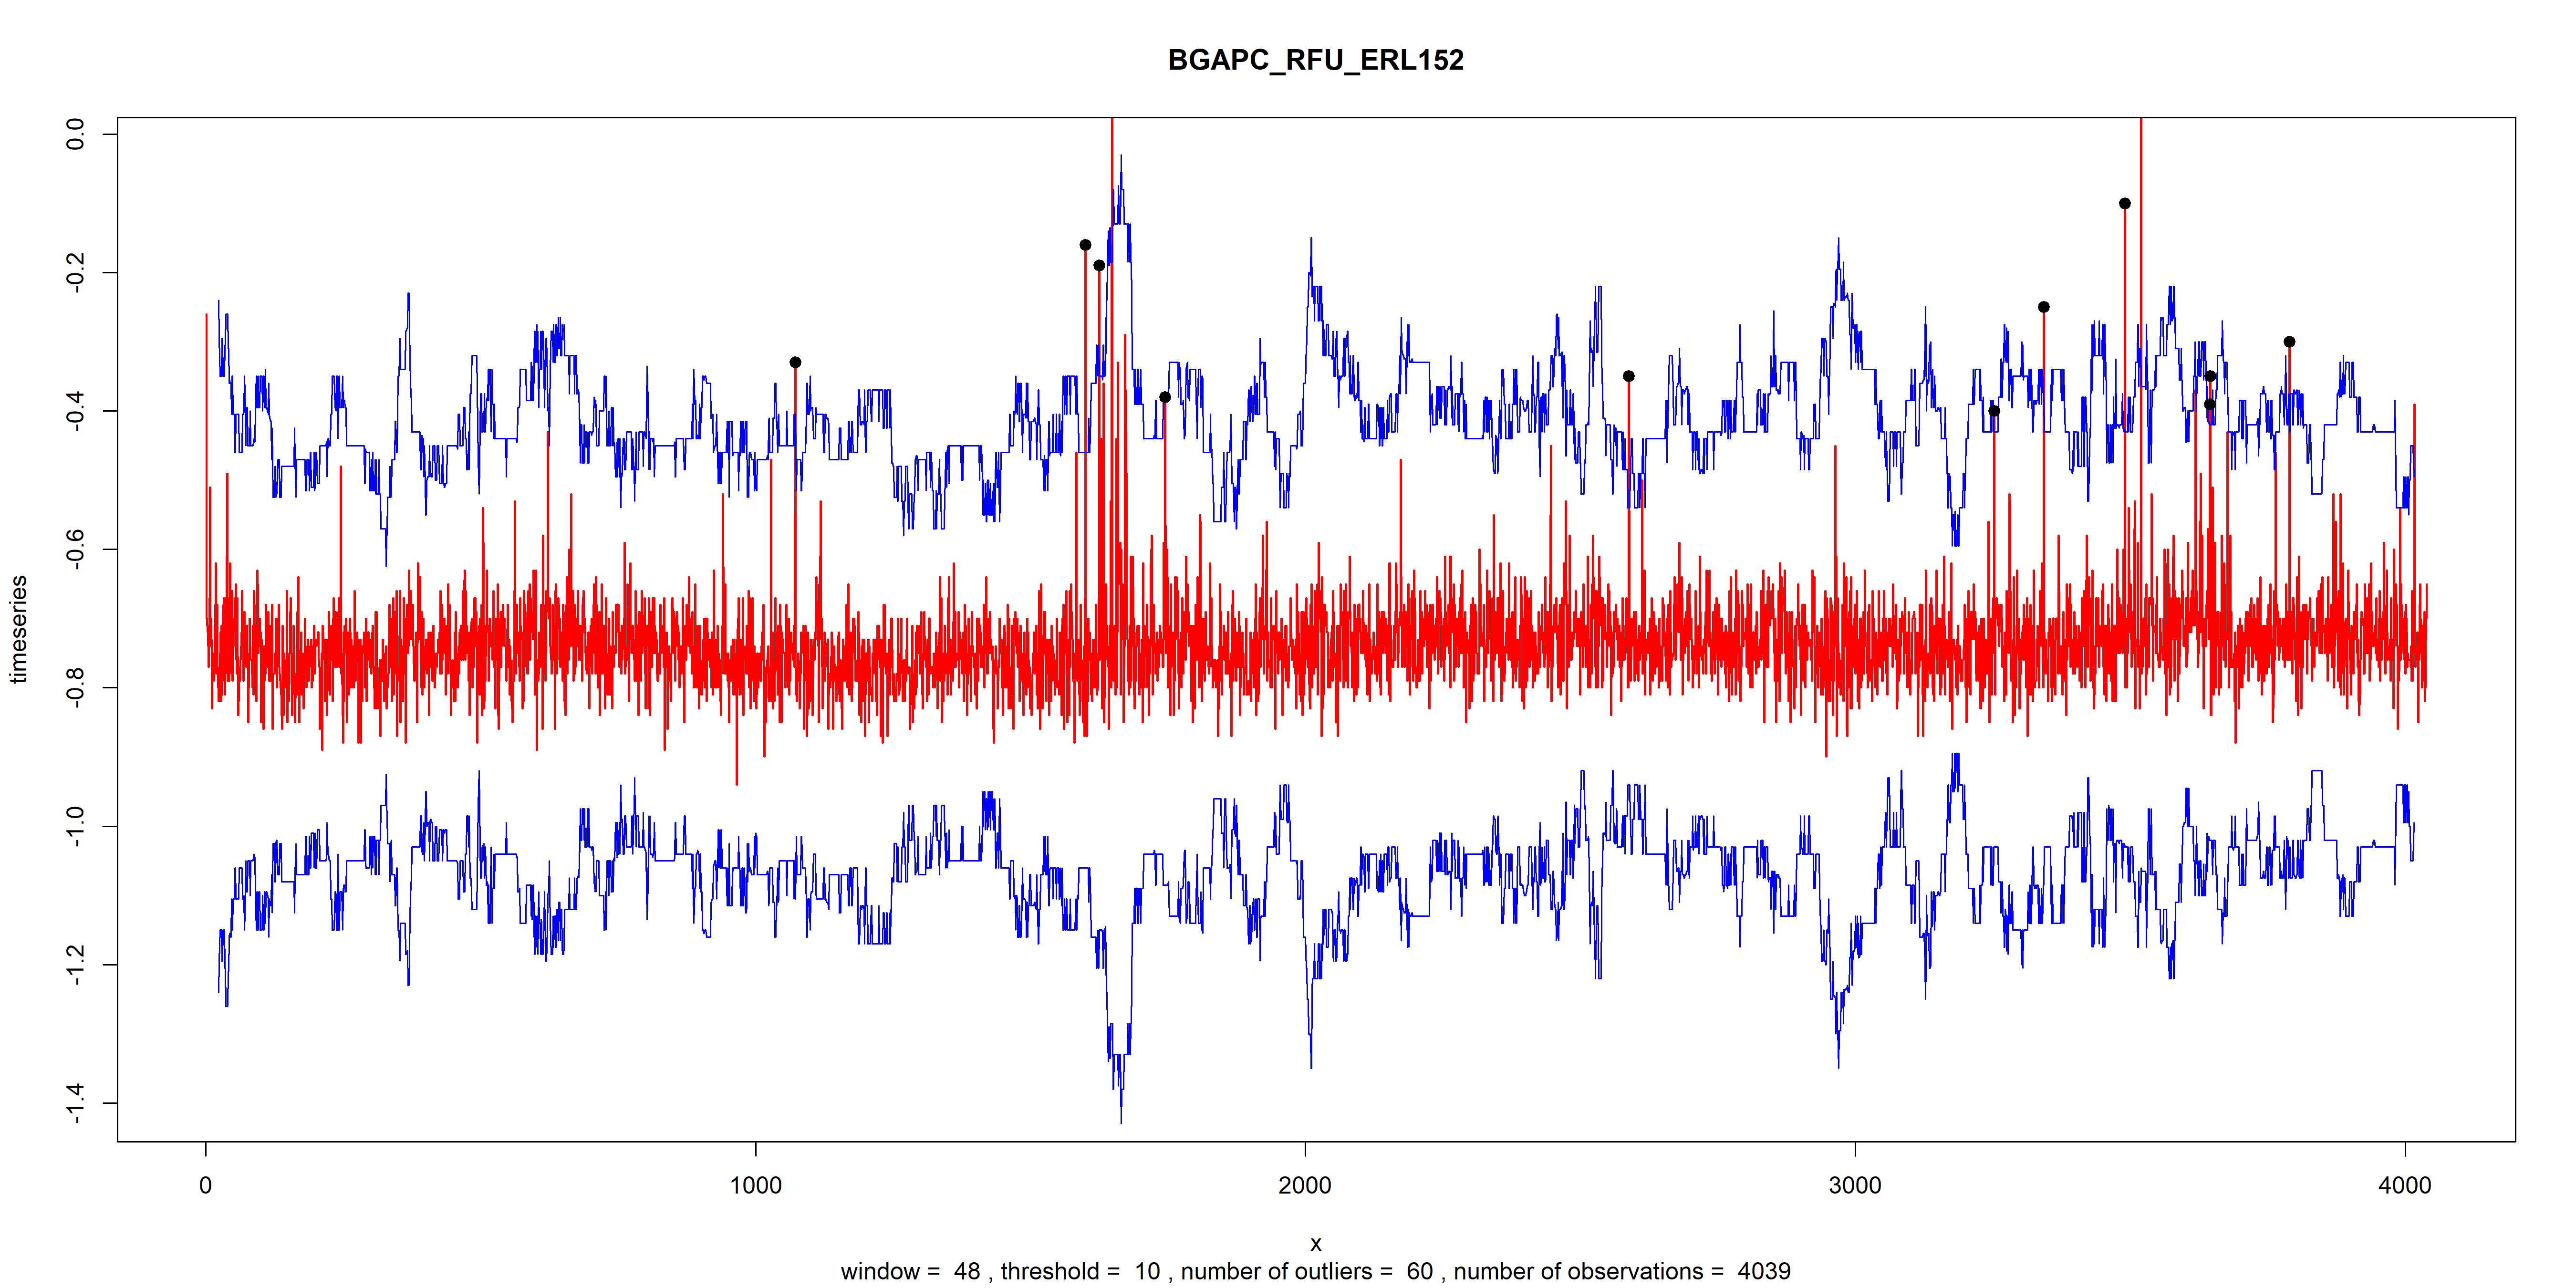 BGAPC_RFU_ERL152
timeseries
0.0
-0.2
-0.4
-0.6
-0.8
-1.0
-1.2
-1.4
0 1000 2000 3000 4000
x
window =  48 , threshold =  10 , number of outliers =  60 , number of observations =  4039